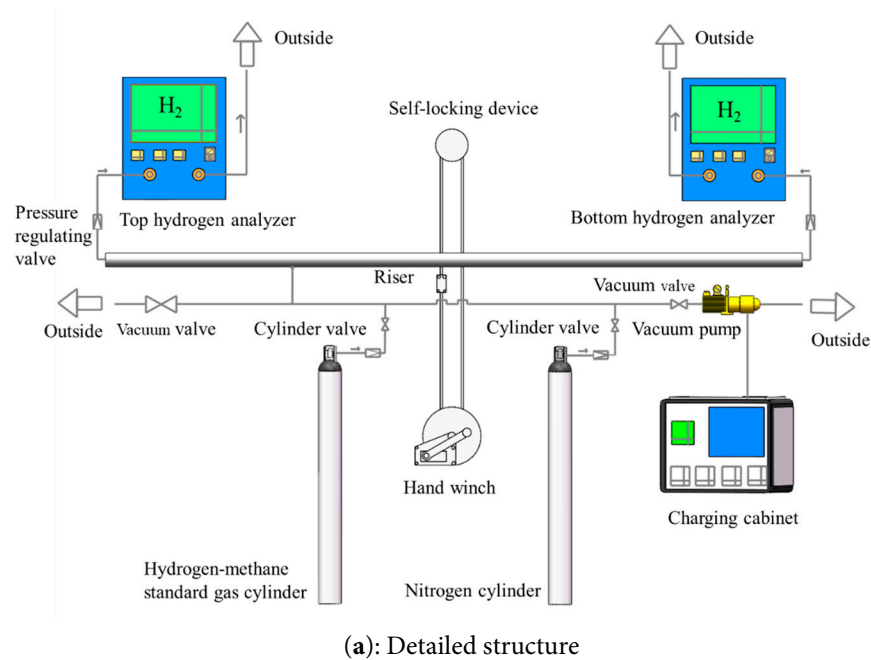 Outside
Outside
H2
H2
Self-locking device
Top hydrogen analyzer
Bottom hydrogen analyzer
Pressure
regulating
valve
Riser
Vacuum valve
Outside
Vacuum valve
Cylinder valve
Cylinder valve
Vacuum pump
Outside
Hand winch
Charging cabinet
Hydrogen-methane
standard gas cylinder
Nitrogen cylinder
(a): Detailed structure